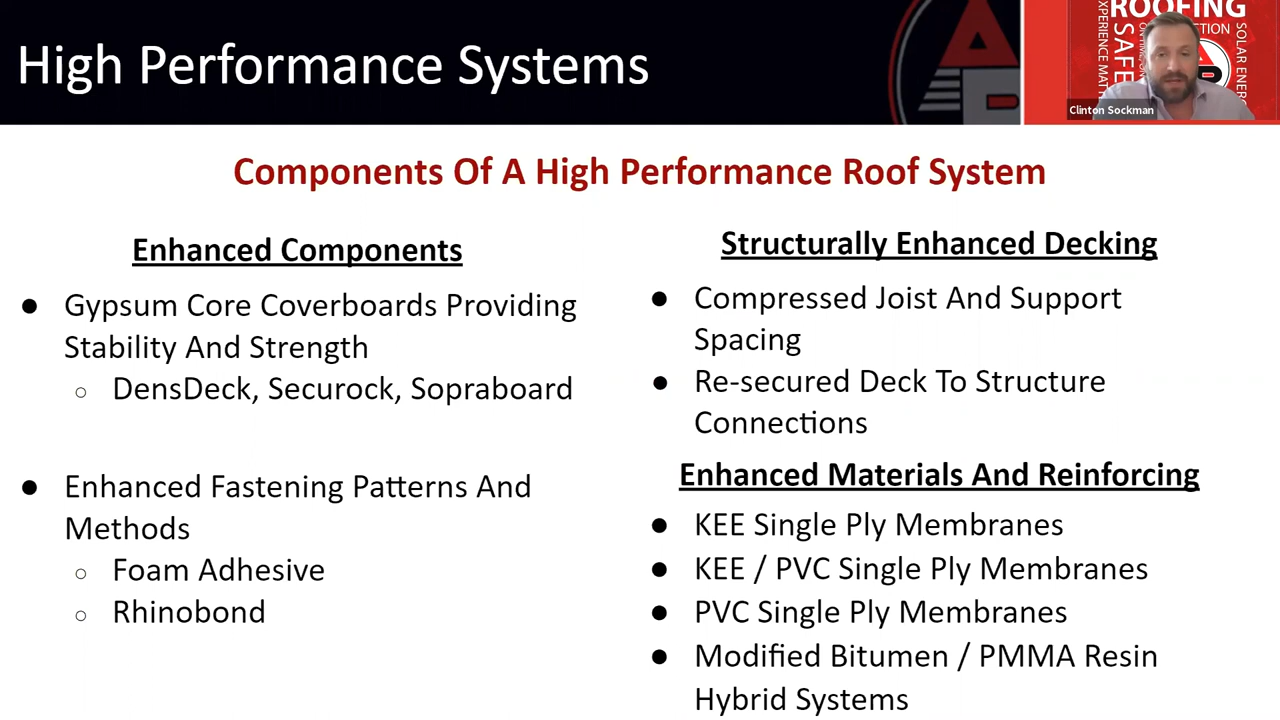 High Performance Systems
ROOFING
SAFE
SOLAR ENERG
Clinton Sockman
Components Of A High Performance Roof System
Enhanced Components
● Gypsum Core Coverboards Providing
Stability And Strength
○ DensDeck, Securock, Sopraboard
● Enhanced Fastening Patterns And
Methods
○ Foam Adhesive
○ Rhinobond
Structurally Enhanced Decking
● Compressed Joist And Support
Spacing
● Re-secured Deck To Structure
Connections
Enhanced Materials And Reinforcing
● KEE Single Ply Membranes
● KEE / PVC Single Ply Membranes
● PVC Single Ply Membranes
● Modified Bitumen / PMMA Resin
Hybrid Systems